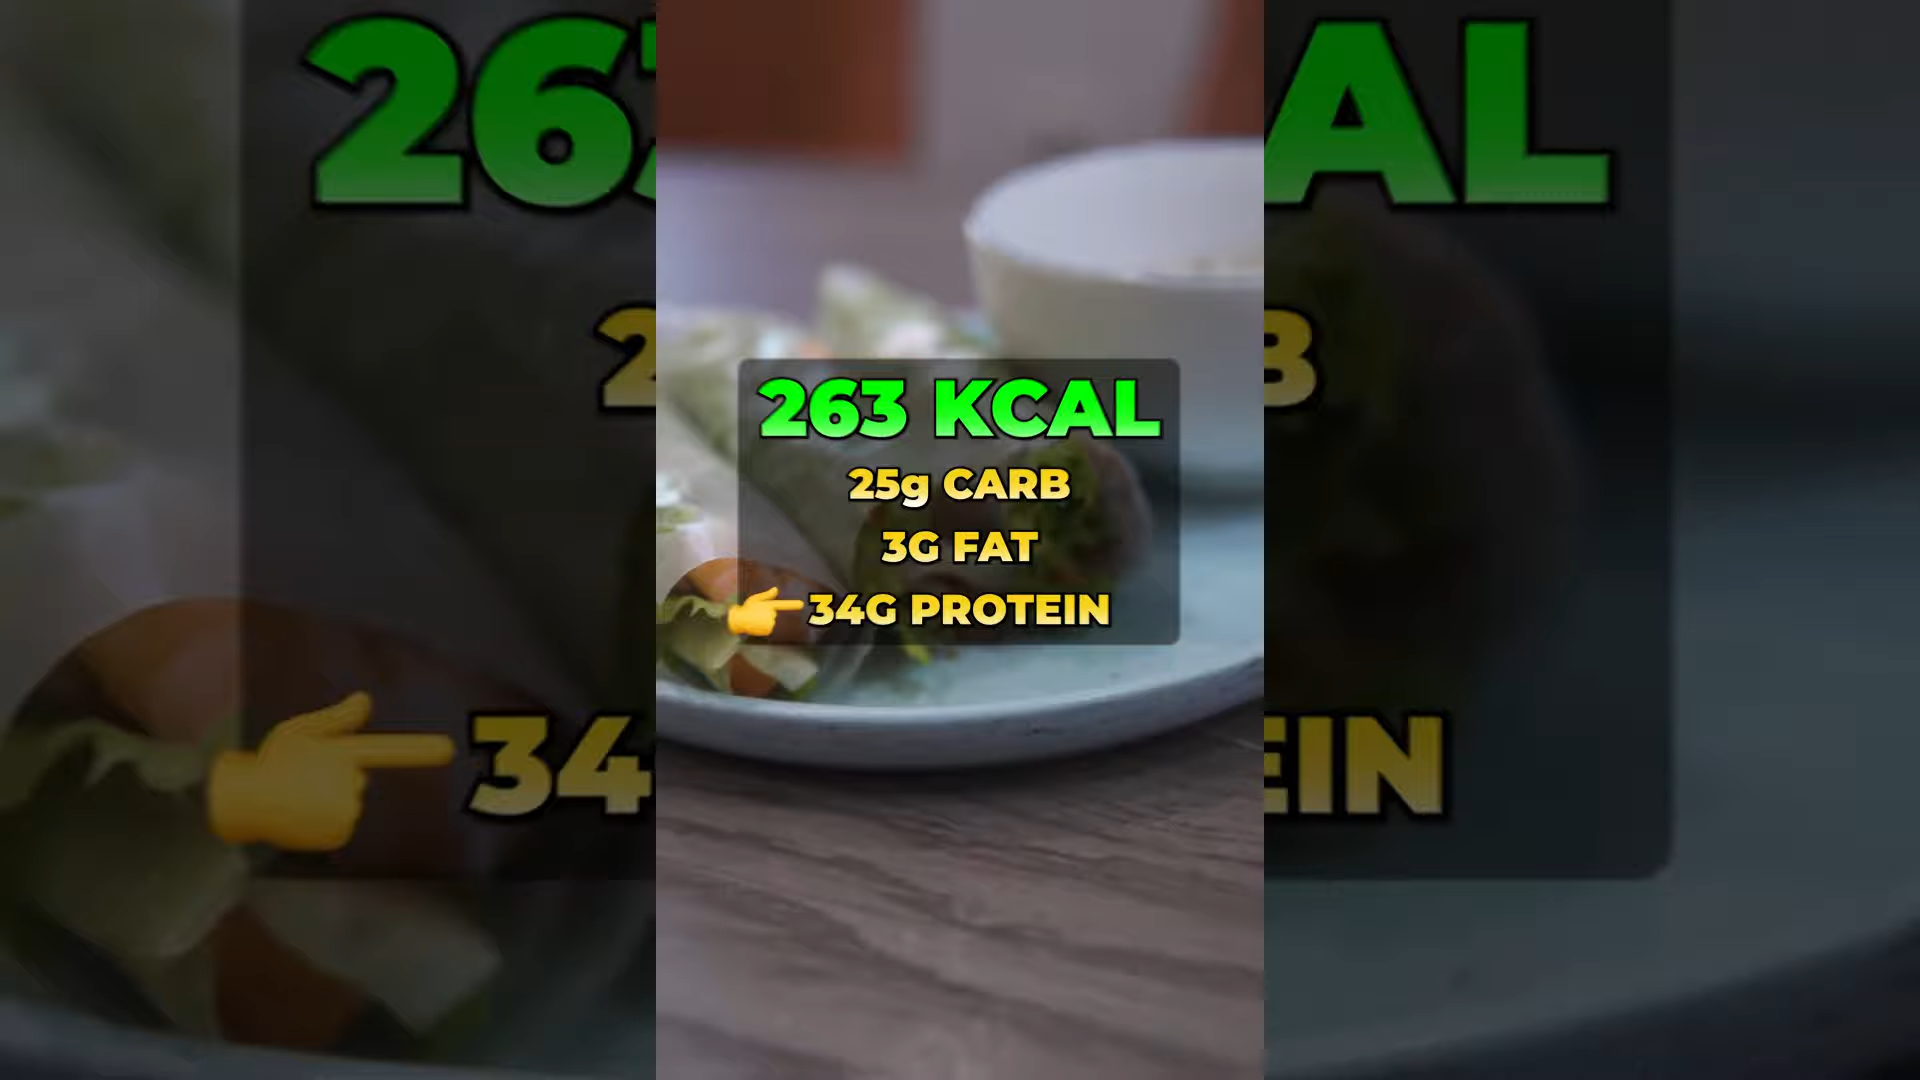 263 KCAL
25g CARB
3G FAT
👉34G PROTEIN